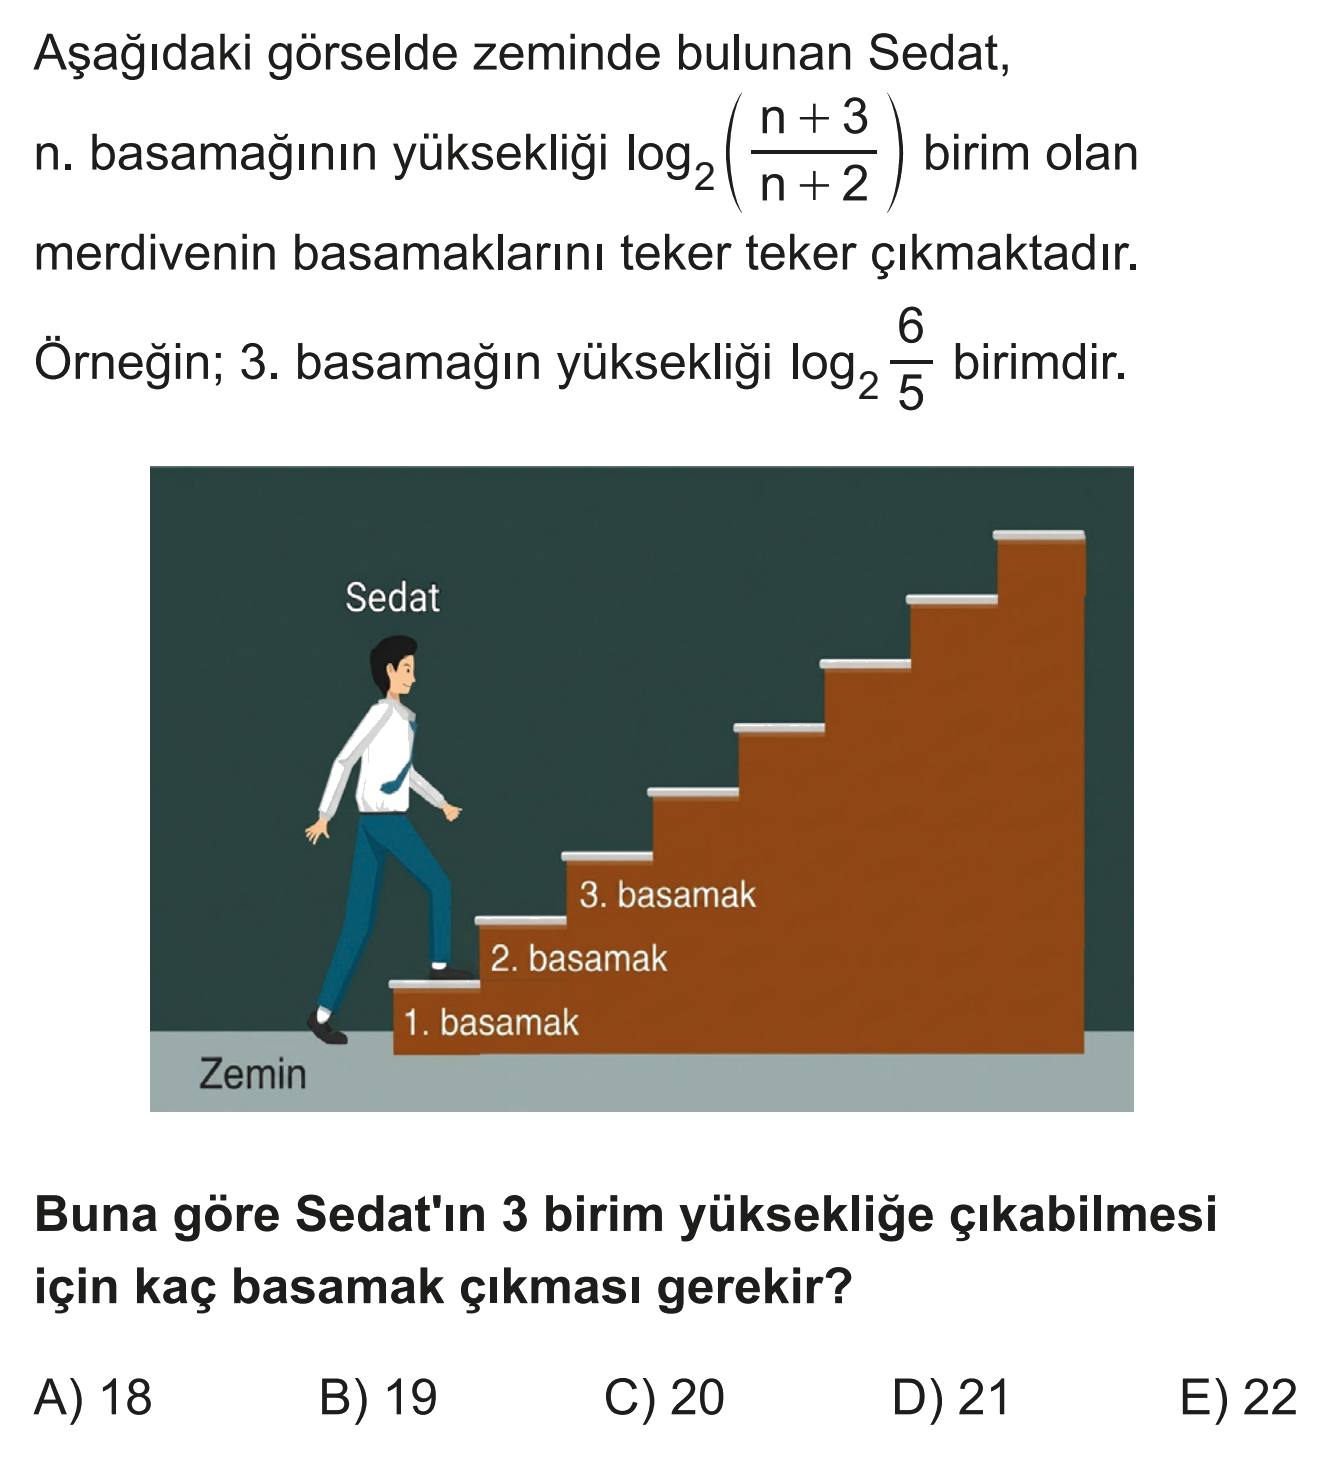 Aşağıdaki görselde zeminde bulunan Sedat,
n. basamağının yüksekliği log₂((n + 3)/(n + 2)) birim olan
merdivenin basamaklarını teker teker çıkmaktadır.
Örneğin; 3. basamağın yüksekliği log₂ 6/5 birimdir.
Sedat
3. basamak
2. basamak
1. basamak
Zemin
Buna göre Sedat'ın 3 birim yüksekliğe çıkabilmesi
için kaç basamak çıkması gerekir?
A) 18 B) 19 C) 20 D) 21 E) 22